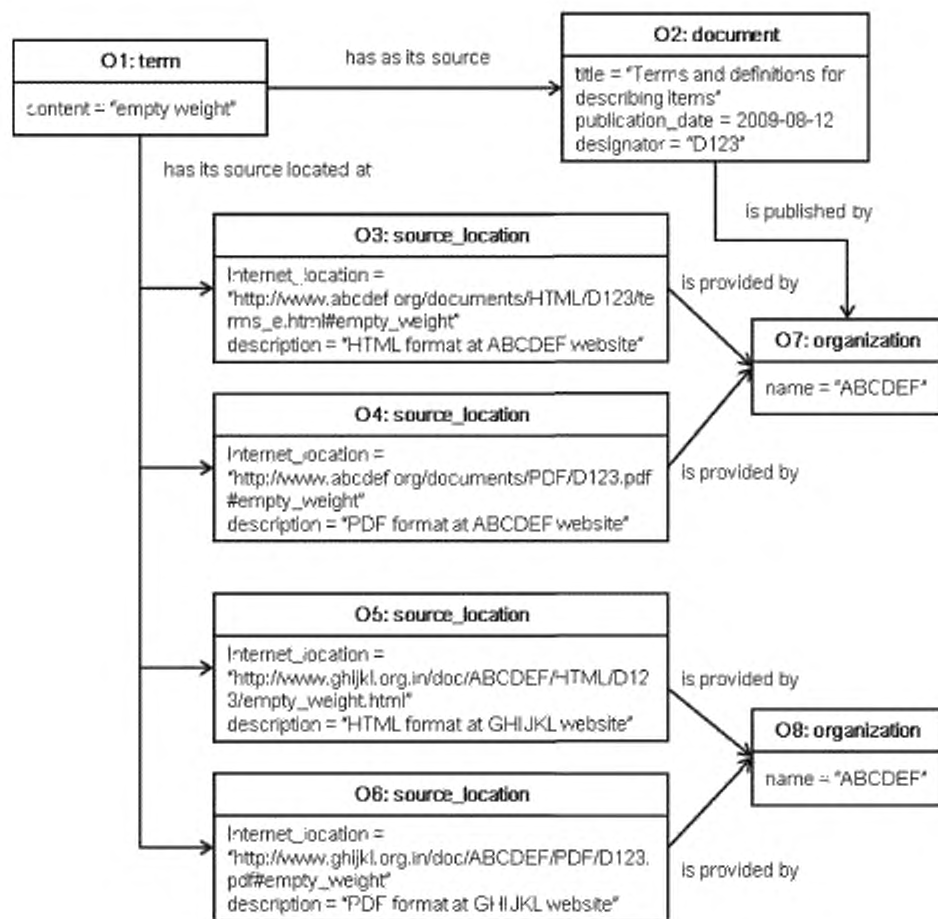 O1: term
content = "empty weight"
has as its source
O2: document
title = "Terms and definitions for
describing items"
publication_date = 2009-08-12
designator = "D123"
has its source located at
is published by
O3: source_location
Internet_location =
"http://www.abcdef.org/documents/HTML/D123/te
rms_e.html#empty_weight"
description = "HTML format at ABCDEF website"
is provided by
O7: organization
name = "ABCDEF"
O4: source_location
Internet_location =
"http://www.abcdef.org/documents/PDF/D123.pdf
#empty_weight"
description = "PDF format at ABCDEF website"
is provided by
O5: source_location
Internet_location =
"http://www.ghijkl.org.in/doc/ABCDEF/HTML/D12
3/empty_weight.html"
description = "HTML format at GHIJKL website"
is provided by
O8: organization
name = "ABCDEF"
O6: source_location
Internet_location =
"http://www.ghijkl.org.in/doc/ABCDEF/PDF/D123.
pdf#empty_weight"
description = "PDF format at GHIJKL website"
is provided by